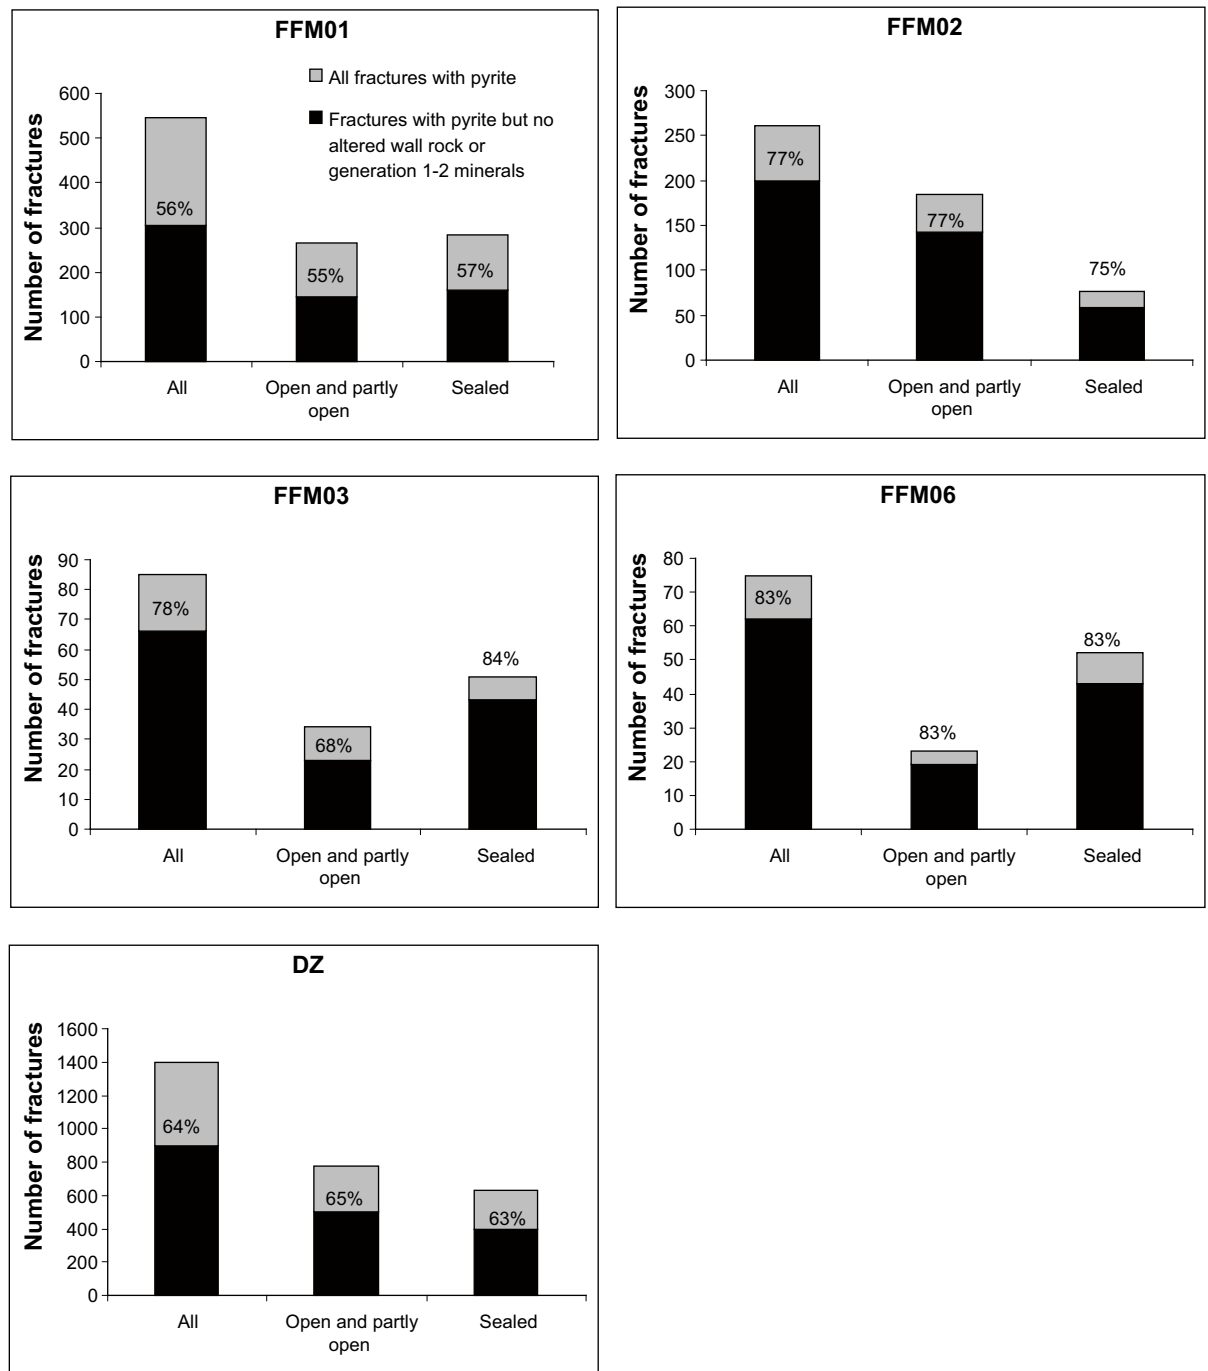 FFM01
All fractures with pyrite
Fractures with pyrite but no
altered wall rock or
generation 1-2 minerals
Number of fractures
600
500
400
300
200
100
0
56%
55%
57%
All
Open and partly
open
Sealed
FFM02
Number of fractures
300
250
200
150
100
50
0
77%
77%
75%
All
Open and partly
open
Sealed
FFM03
Number of fractures
90
80
70
60
50
40
30
20
10
0
78%
68%
84%
All
Open and partly
open
Sealed
FFM06
Number of fractures
80
70
60
50
40
30
20
10
0
83%
83%
83%
All
Open and partly
open
Sealed
DZ
Number of fractures
1600
1400
1200
1000
800
600
400
200
0
64%
65%
63%
All
Open and partly
open
Sealed